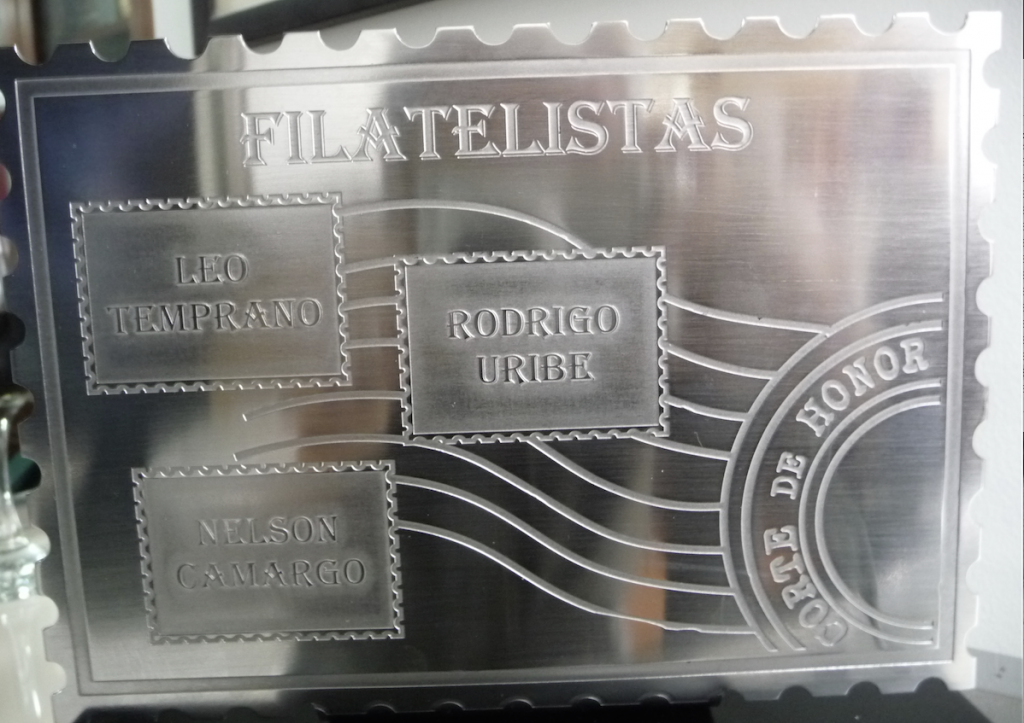 FILATELISTAS
LEO
TEMPRANO
RODRIGO
URIBE
NELSON
CAMARGO
CORTE DE HONOR